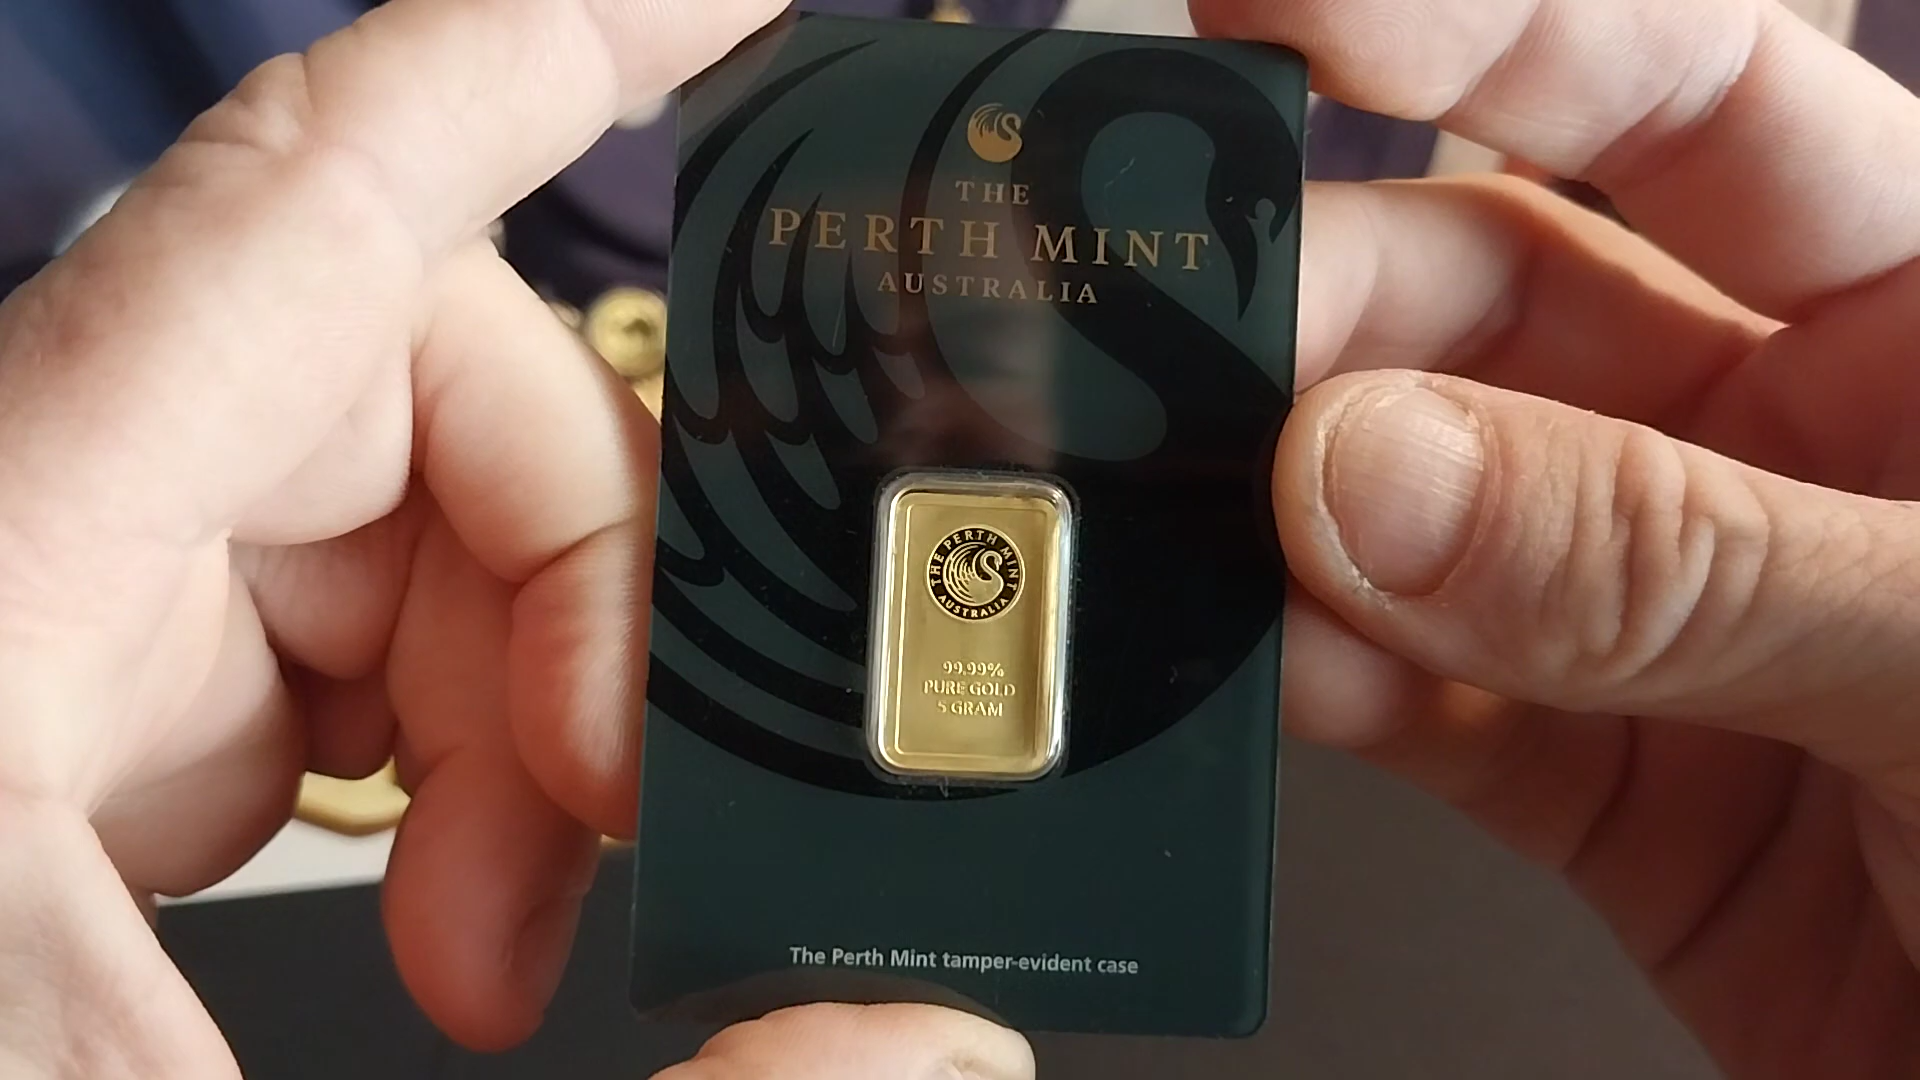 THE
PERTH MINT
AUSTRALIA
THE PERTH MINT
AUSTRALIA
99.99%
PURE GOLD
5 GRAM
The Perth Mint tamper-evident case